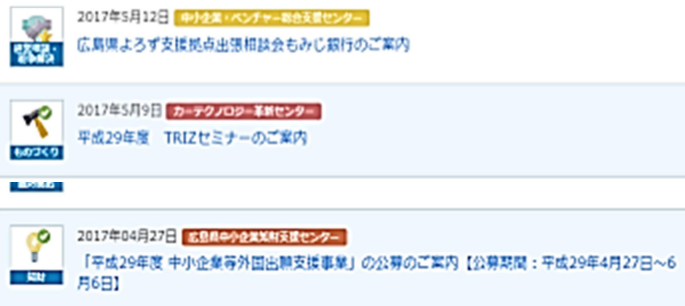 2017年5月12日 中小企業・ベンチャー総合支援センター
広島県よろず支援拠点出張相談会もみじ銀行のご案内
2017年5月9日 カーテクノロジー革新センター
平成29年度 TRIZセミナーのご案内
ものづくり
2017年04月27日 広島県中小企業知財支援センター
「平成29年度 中小企業等外国出願支援事業」の公募のご案内【公募期間：平成29年4月27日～6
月6日】